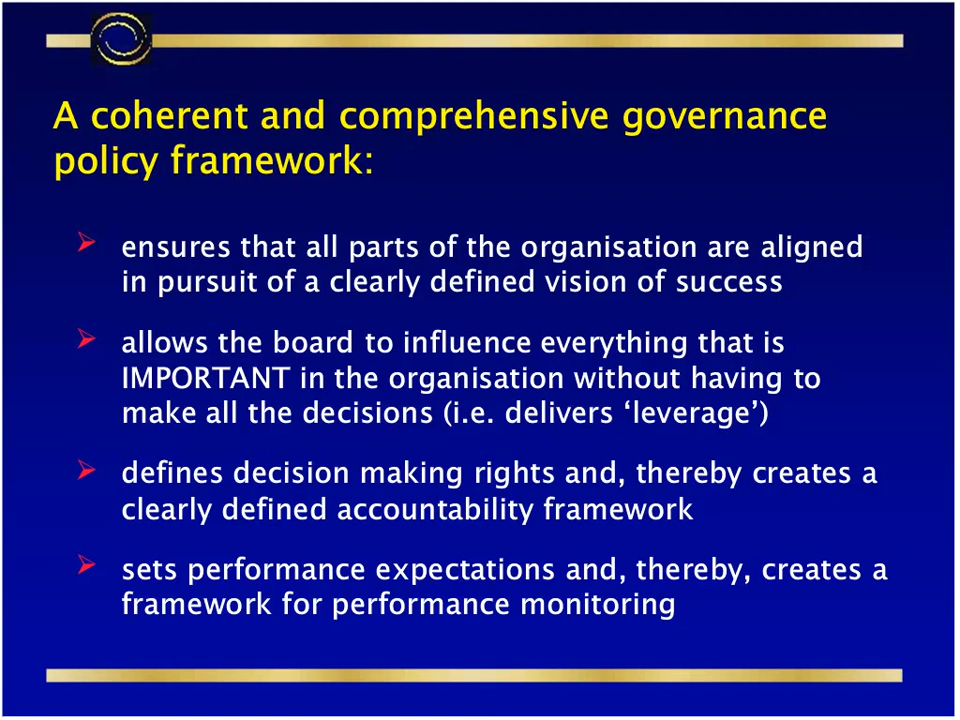 A coherent and comprehensive governance
policy framework:
ensures that all parts of the organisation are aligned
in pursuit of a clearly defined vision of success
allows the board to influence everything that is
IMPORTANT in the organisation without having to
make all the decisions (i.e. delivers ‘leverage’)
defines decision making rights and, thereby creates a
clearly defined accountability framework
sets performance expectations and, thereby, creates a
framework for performance monitoring